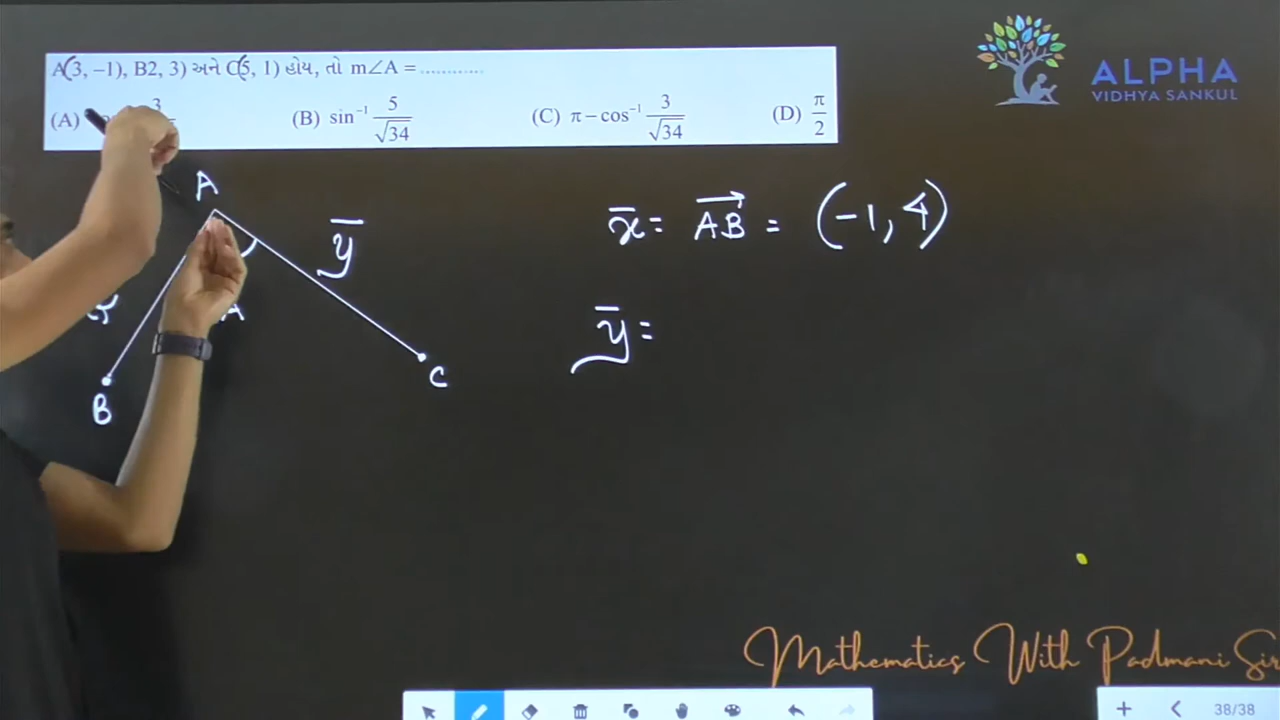 A(3, −1), B2, 3) અને C(5, 1) હોય, તો m∠A = ............
(A) 3 (B) sin⁻¹ 5/√34 (C) π − cos⁻¹ 3/√34 (D) π/2
ALPHA
VIDHYA SANKUL
A
x̄ = AB⃗ = (-1, 4)
ȳ
ȳ =
A
B
C
Mathematics With Padmani Sir
38/38